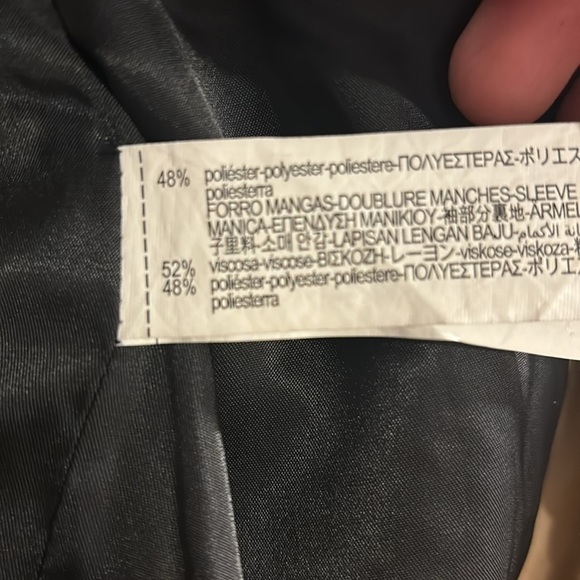 48% poliéster-polyester-poliestere-ΠΟΛΥΕΣΤΕΡΑΣ-ポリエス
poliesterra
FORRO MANGAS-DOUBLURE MANCHES-SLEEVE
MANICA-ΕΠΕΝΔΥΣΗ ΜΑΝΙΚΙΟΥ-袖部分裏地-ARMEL
子里料-소매 안감-LAPISAN LENGAN BAJU-بطانة الأكمام
52% viscosa-viscose-ΒΙΣΚΟΖΗ-レーヨン-viskose-viskoza-
48% poliéster-polyester-poliestere-ΠΟΛΥΕΣΤΕΡΑΣ-ポリエ
poliesterra